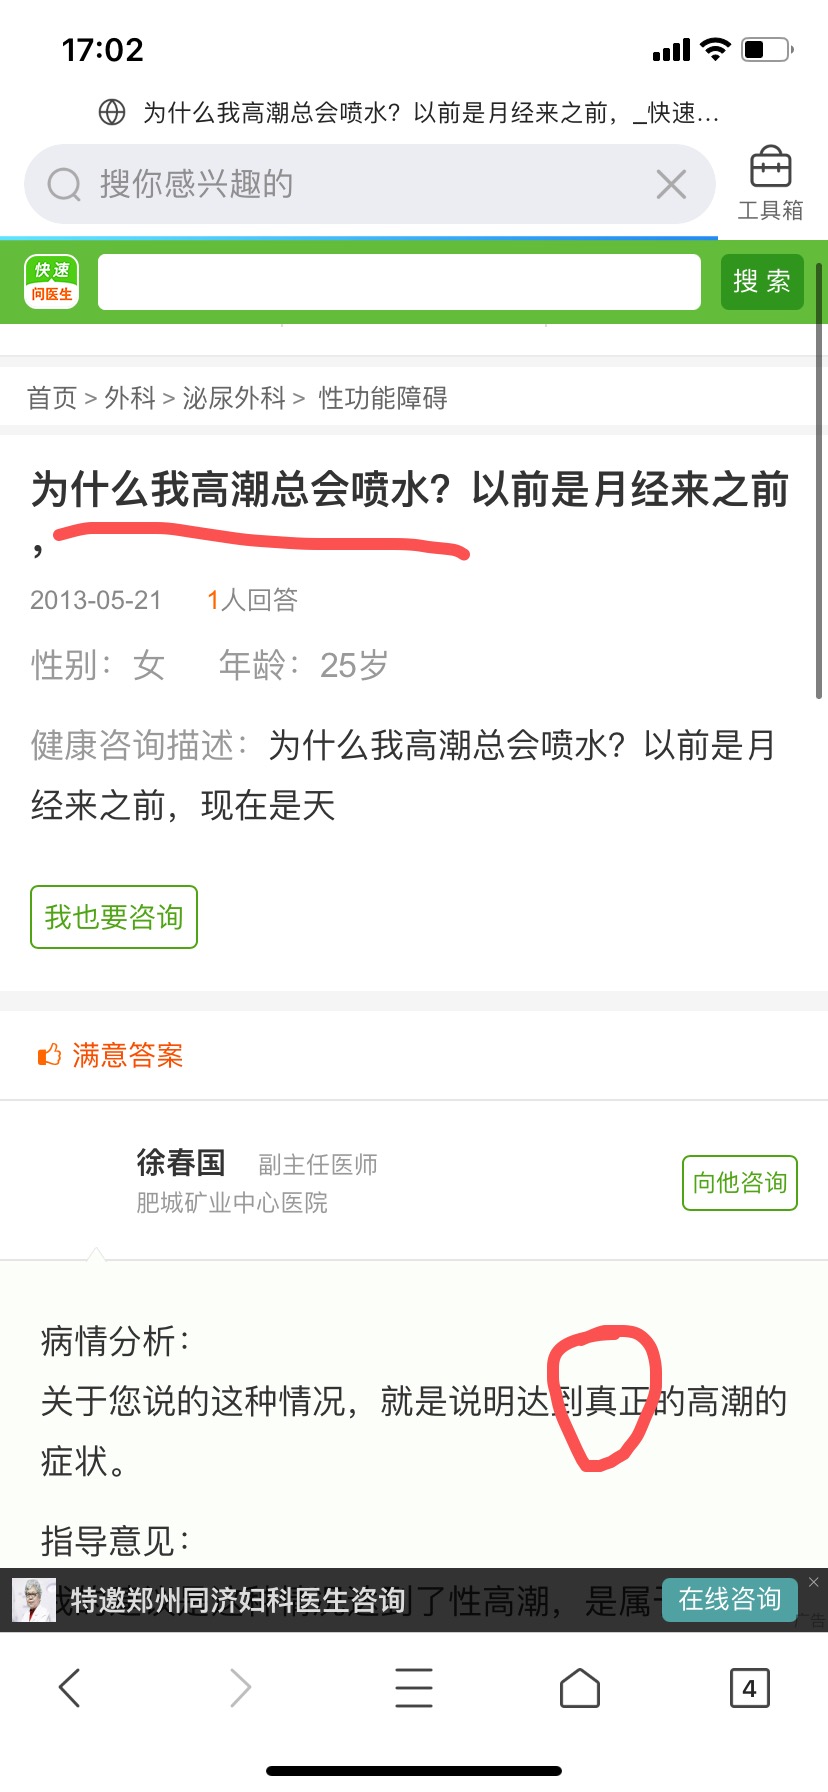 17:02
为什么我高潮总会喷水？以前是月经来之前，_快速...
搜你感兴趣的
工具箱
快速
问医生
搜 索
首页 > 外科 > 泌尿外科 > 性功能障碍
为什么我高潮总会喷水？以前是月经来之前
，
2013-05-21 1人回答
性别： 女 年龄： 25岁
健康咨询描述：为什么我高潮总会喷水？以前是月
经来之前，现在是天
我也要咨询
满意答案
徐春国 副主任医师
肥城矿业中心医院
向他咨询
病情分析：
关于您说的这种情况，就是说明达到真正的高潮的
症状。
指导意见：
到了性高潮，是属
特邀郑州同济妇科医生咨询
在线咨询
广告
4